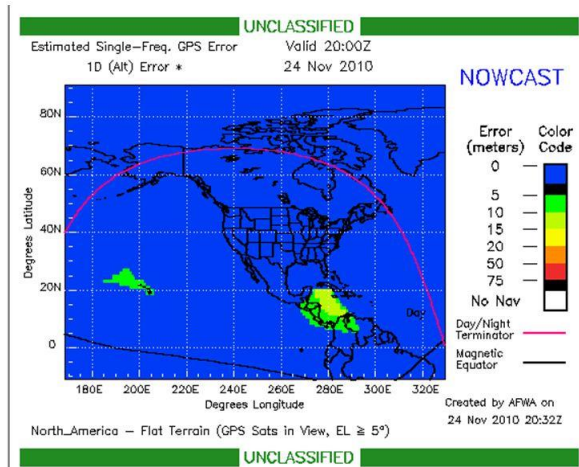 UNCLASSIFIED
Estimated Single-Freq. GPS Error
1D (Alt) Error *
Valid 20:00Z
24 Nov 2010
NOWCAST
80N
60N
40N
20N
0
Degrees Latitude
180E 200E 220E 240E 260E 280E 300E 320E
Degrees Longitude
Day
Error
(meters)
Color
Code
0
5
10
15
20
50
75
No Nav
Day/Night
Terminator
Magnetic
Equator
Created by AFWA on
24 Nov 2010 20:32Z
North_America – Flat Terrain (GPS Sats in View, EL ≧ 5°)
UNCLASSIFIED